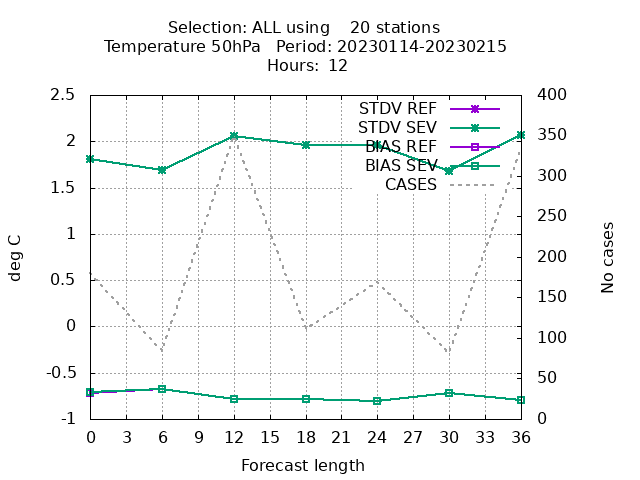 Selection: ALL using    20 stations
Temperature 50hPa   Period: 20230114-20230215
Hours:  12
2.5
2
1.5
1
0.5
0
-0.5
-1
deg C
STDV REF
STDV SEV
BIAS REF
BIAS SEV
CASES
400
350
300
250
200
150
100
50
0
No cases
0 3 6 9 12 15 18 21 24 27 30 33 36
Forecast length